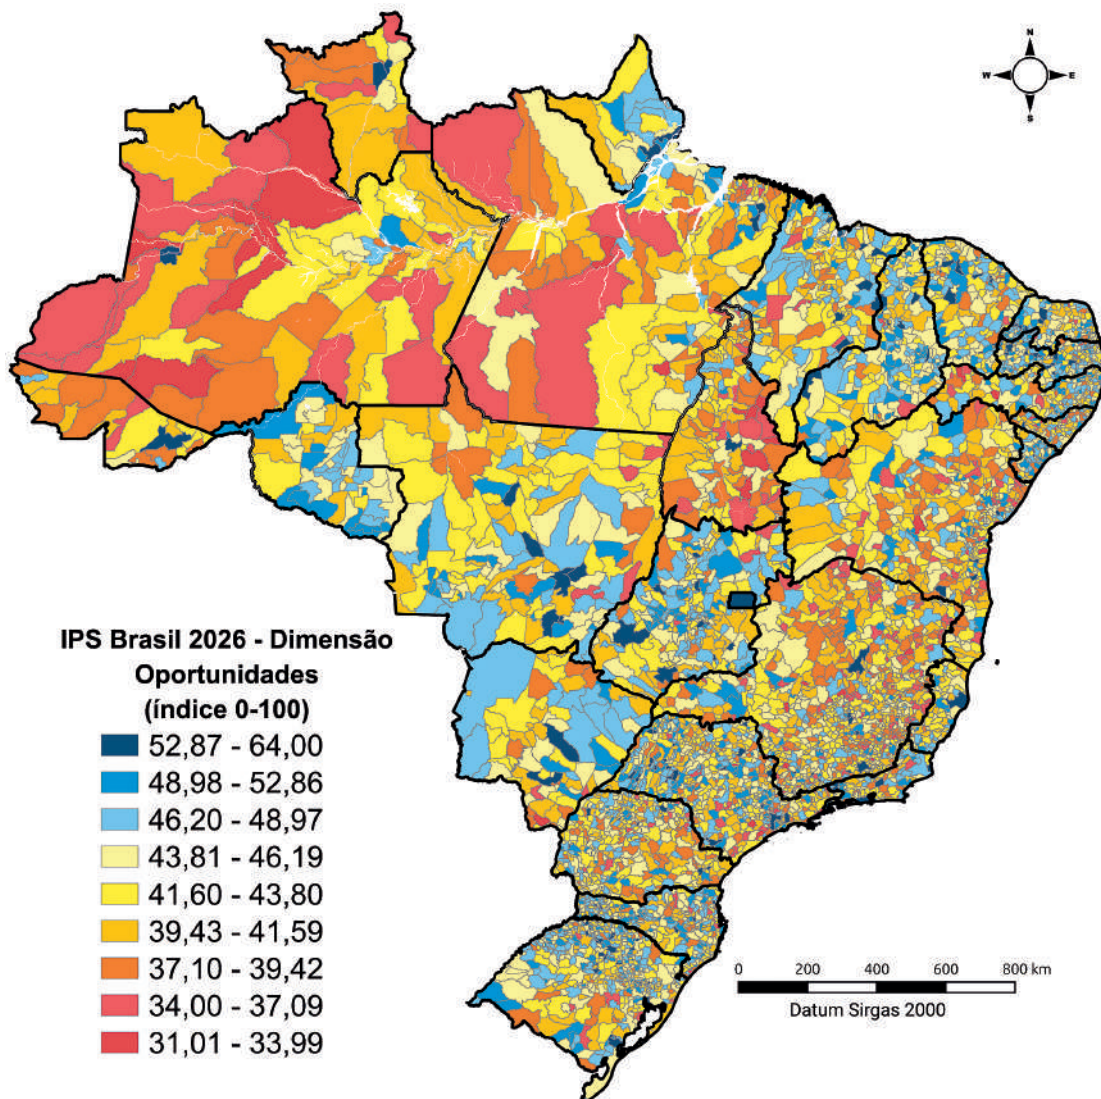 N
W E
S
IPS Brasil 2026 - Dimensão
Oportunidades
(índice 0-100)
52,87 - 64,00
48,98 - 52,86
46,20 - 48,97
43,81 - 46,19
41,60 - 43,80
39,43 - 41,59
37,10 - 39,42
34,00 - 37,09
31,01 - 33,99
0 200 400 600 800 km
Datum Sirgas 2000